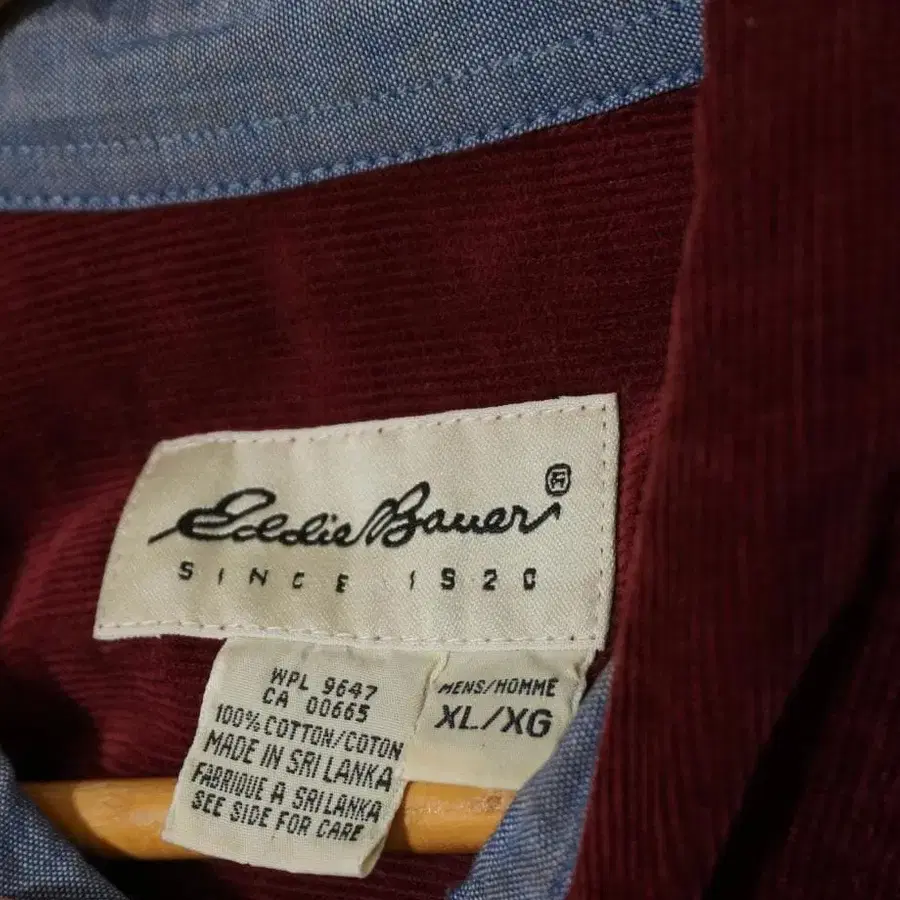 Eddie Bauer®
SINCE 1920
WPL 9647
CA 00665
100% COTTON/COTON
MADE IN SRI LANKA
FABRIQUE A SRI LANKA
SEE SIDE FOR CARE
MENS/HOMME
XL/XG